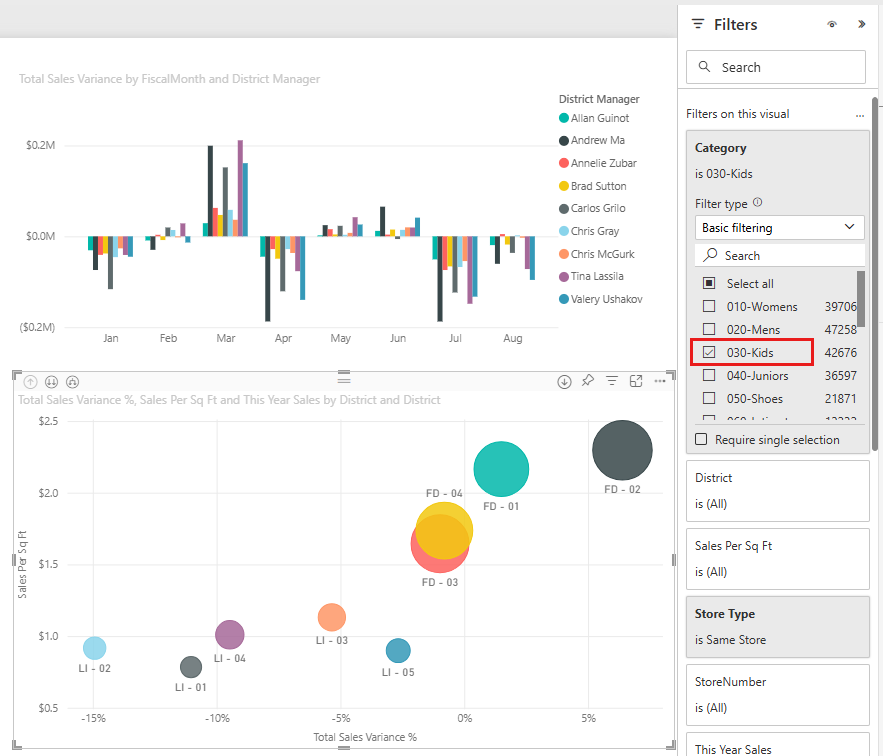 Total Sales Variance by FiscalMonth and District Manager
$0.2M
$0.0M
($0.2M)
Jan Feb Mar Apr May Jun Jul Aug
District Manager
Allan Guinot
Andrew Ma
Annelie Zubar
Brad Sutton
Carlos Grilo
Chris Gray
Chris McGurk
Tina Lassila
Valery Ushakov
Total Sales Variance %, Sales Per Sq Ft and This Year Sales by District and District
Sales Per Sq Ft
$2.5
$2.0
$1.5
$1.0
$0.5
FD - 02
FD - 04
FD - 01
FD - 03
LI - 03
LI - 04
LI - 02
LI - 05
LI - 01
-15% -10% -5% 0% 5%
Total Sales Variance %
Filters
Search
Filters on this visual
Category
is 030-Kids
Filter type
Basic filtering
Search
Select all
010-Womens 39706
020-Mens 47258
030-Kids 42676
040-Juniors 36597
050-Shoes 21871
Require single selection
District
is (All)
Sales Per Sq Ft
is (All)
Store Type
is Same Store
StoreNumber
is (All)
This Year Sales